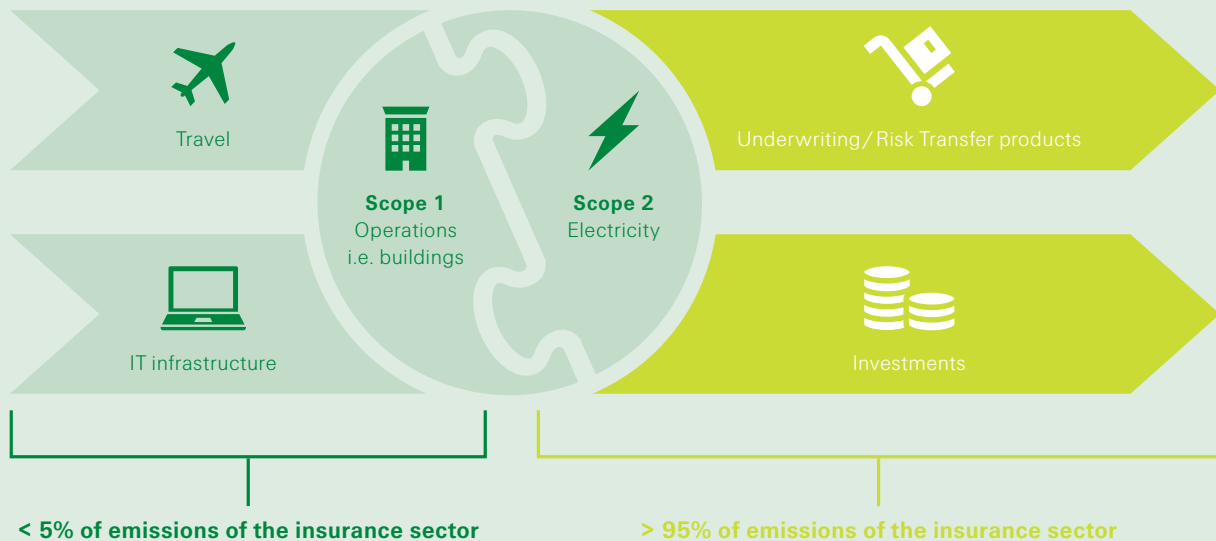 Travel
Underwriting / Risk Transfer products
Scope 1
Operations
i.e. buildings
Scope 2
Electricity
IT infrastructure
Investments
< 5% of emissions of the insurance sector
> 95% of emissions of the insurance sector